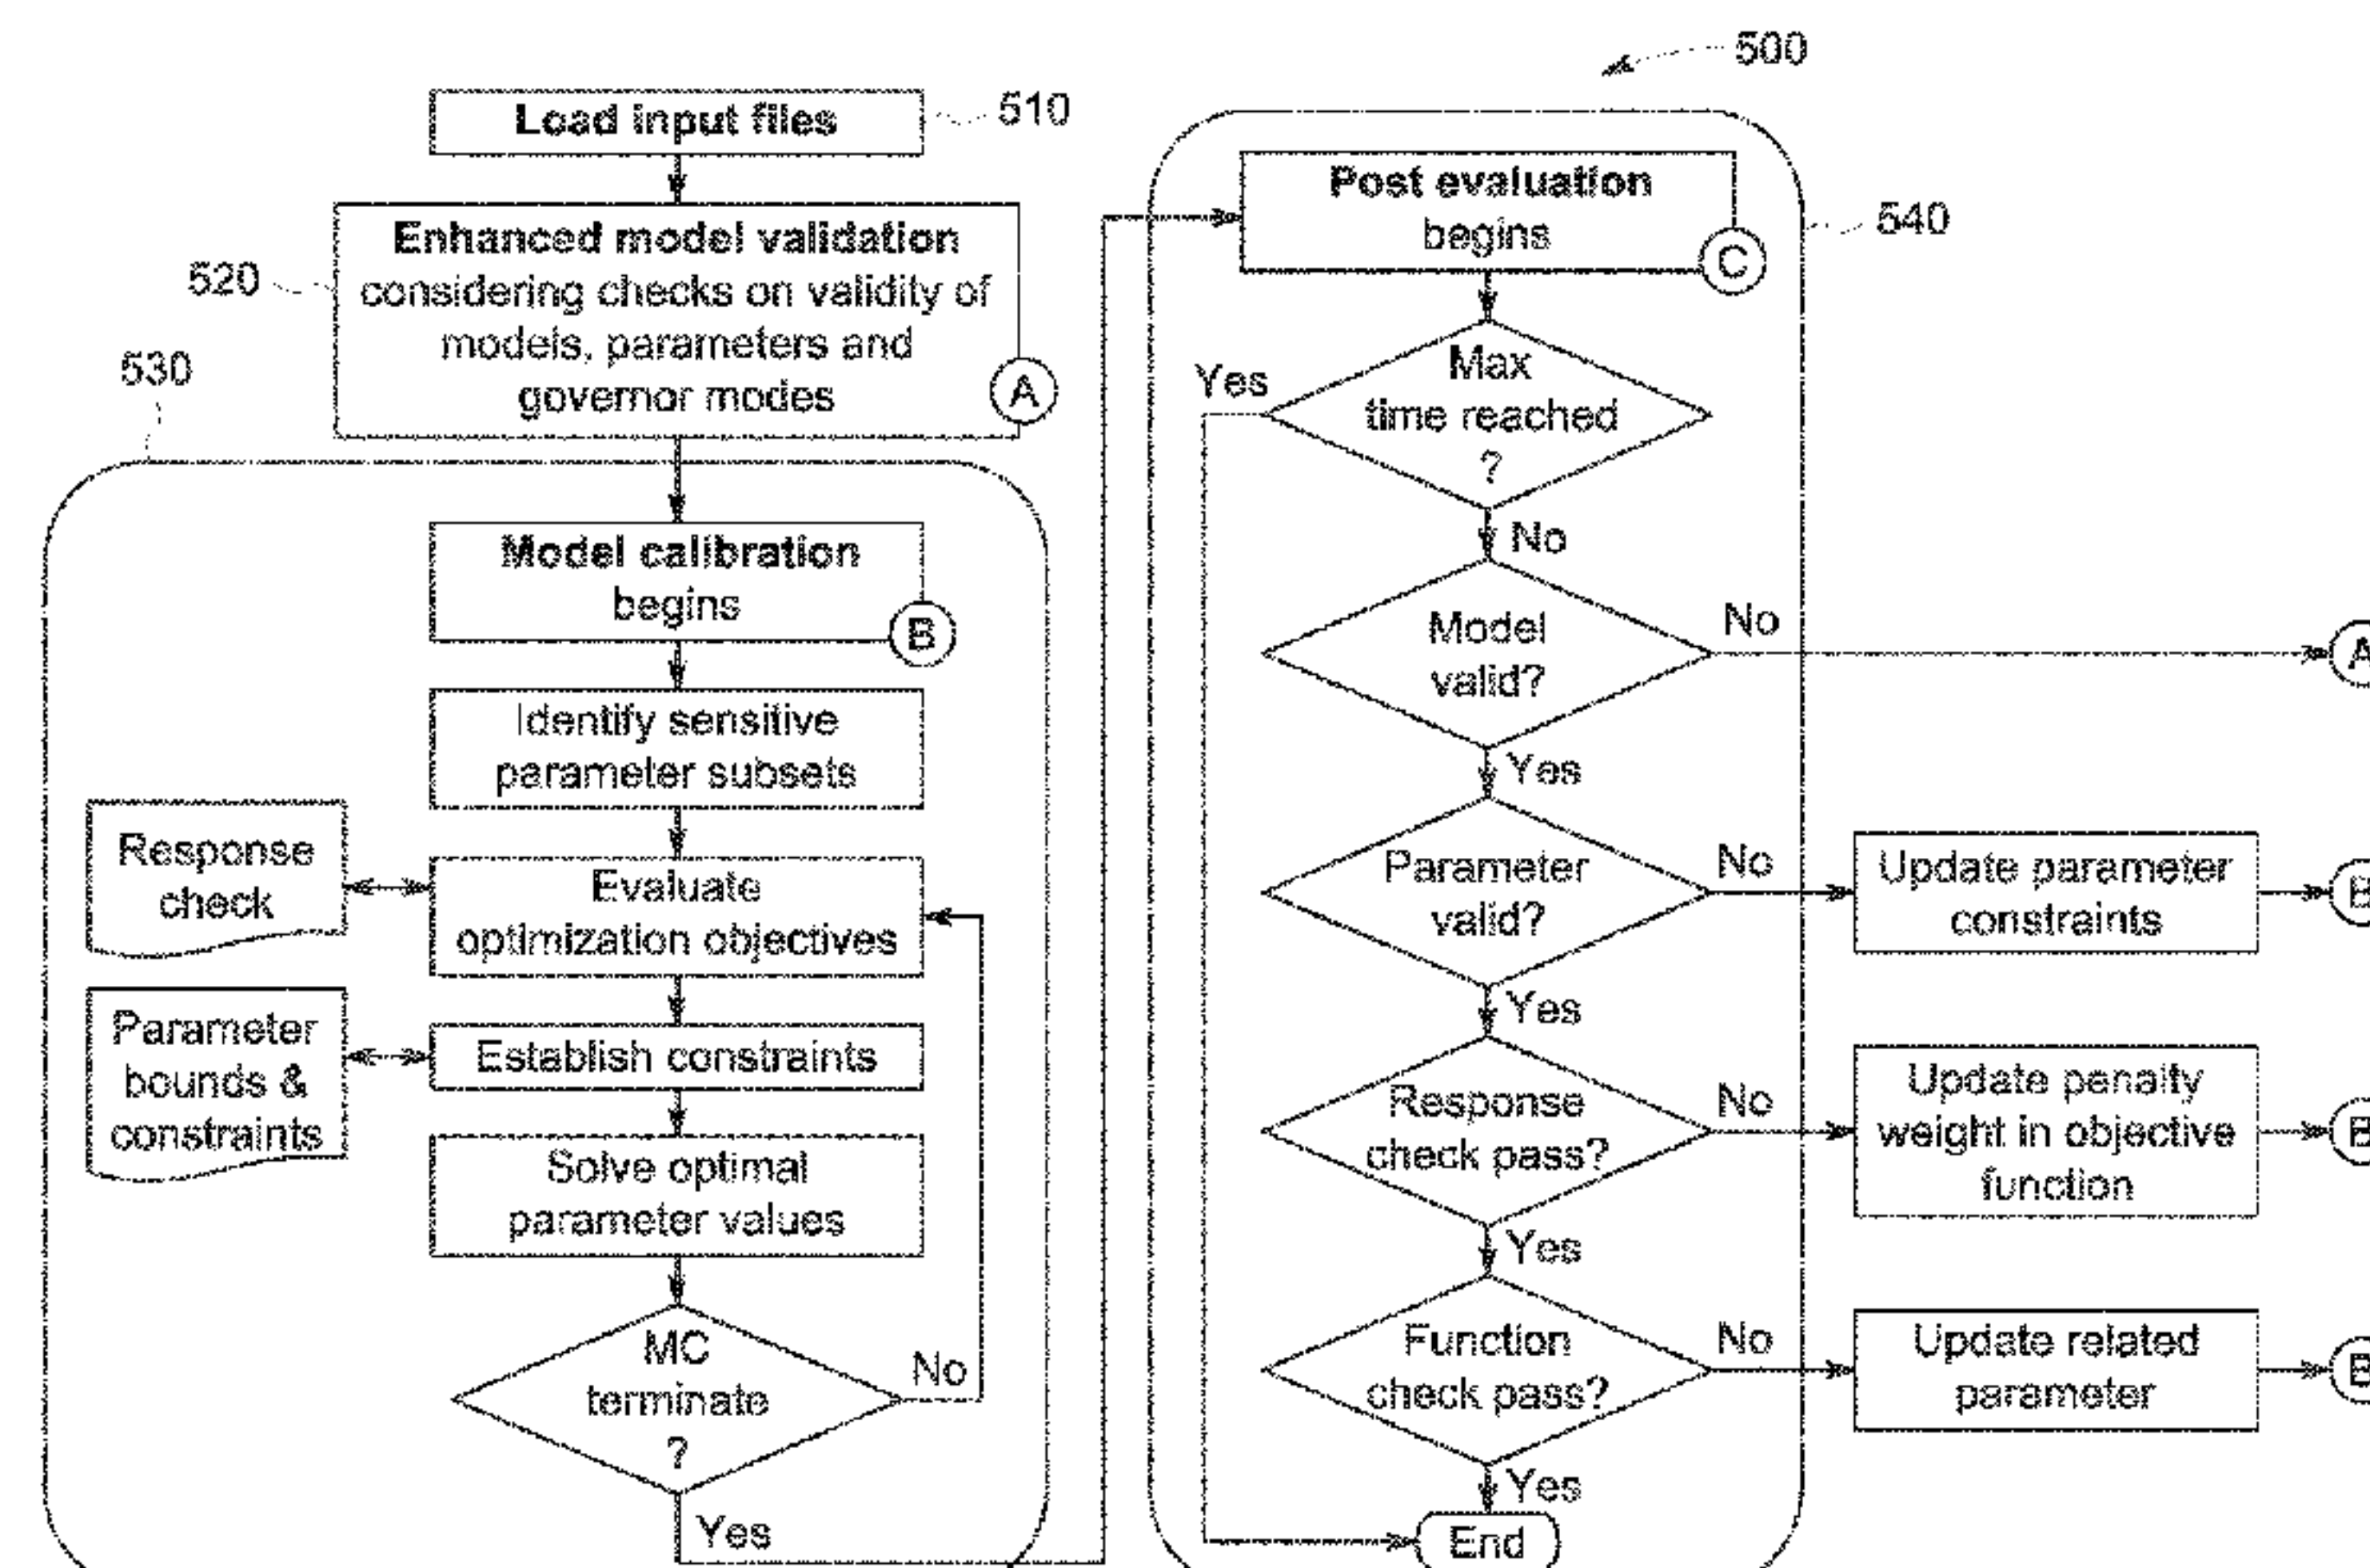 500
Load input files
510
Enhanced model validation
considering checks on validity of
models, parameters and
governor modes
A
520
530
Model calibration
begins
B
Identify sensitive
parameter subsets
Response
check
Evaluate
optimization objectives
Parameter
bounds &
constraints
Establish constraints
Solve optimal
parameter values
MC
terminate
?
No
Yes
Post evaluation
begins
C
540
Max
time reached
?
Yes
No
Model
valid?
No
A
Yes
Parameter
valid?
No
Update parameter
constraints
B
Yes
Response
check pass?
No
Update penalty
weight in objective
function
B
Yes
Function
check pass?
No
Update related
parameter
B
Yes
End